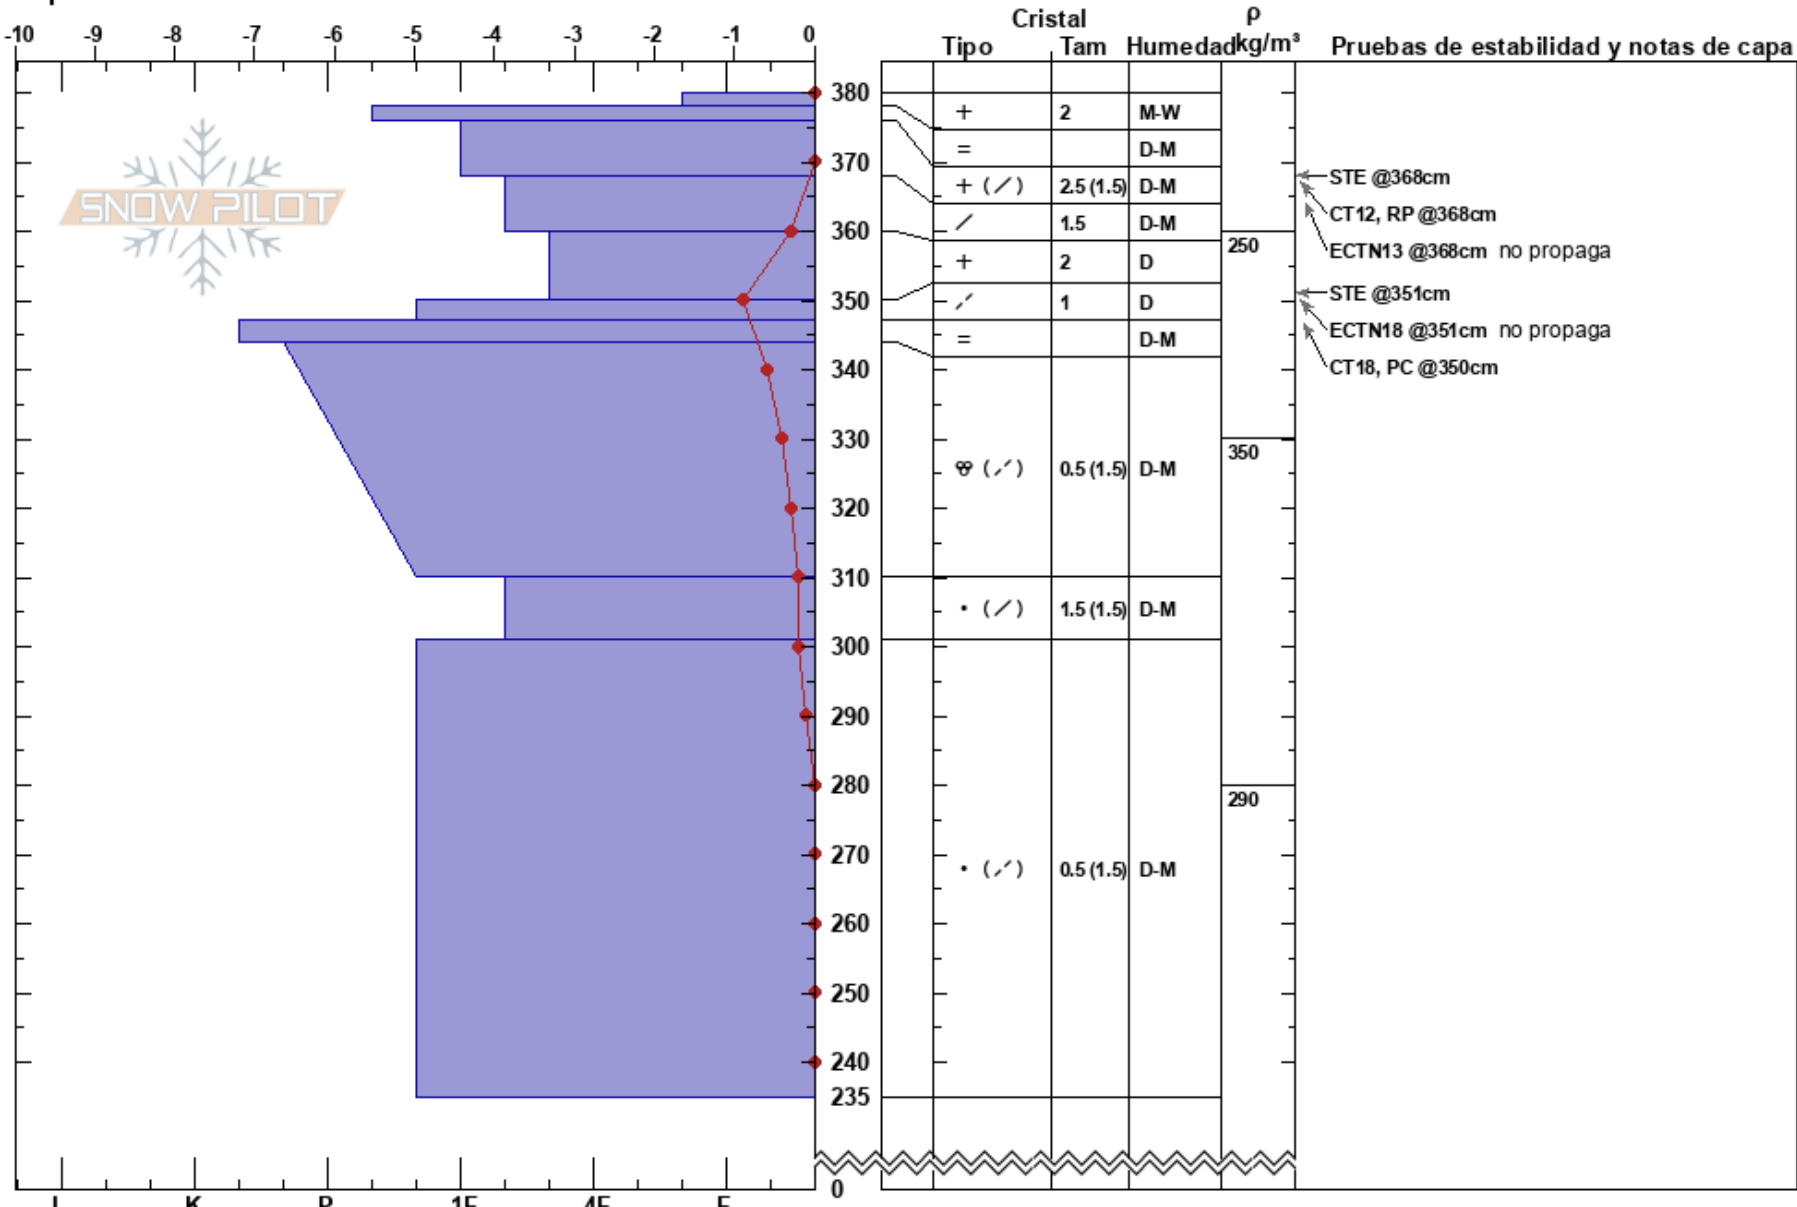 Cristal ρ
-10 -9 -8 -7 -6 -5 -4 -3 -2 -1 0 Tipo Tam Humedad kg/m³ Pruebas de estabilidad y notas de capa
380
+ 2 M-W
= D-M
370
STE @368cm
+ (╱) 2.5 (1.5) D-M
SNOW PILOT
CT12, RP @368cm
╱ 1.5 D-M
360
250
ECTN13 @368cm no propaga
+ 2 D
STE @351cm
350
1 D
ECTN18 @351cm no propaga
= D-M
340
CT18, PC @350cm
330
350
0.5 (1.5) D-M
320
310
• (╱) 1.5 (1.5) D-M
300
290
280
290
270
• 0.5 (1.5) D-M
260
250
240
235
0
I K P 1F 4F F